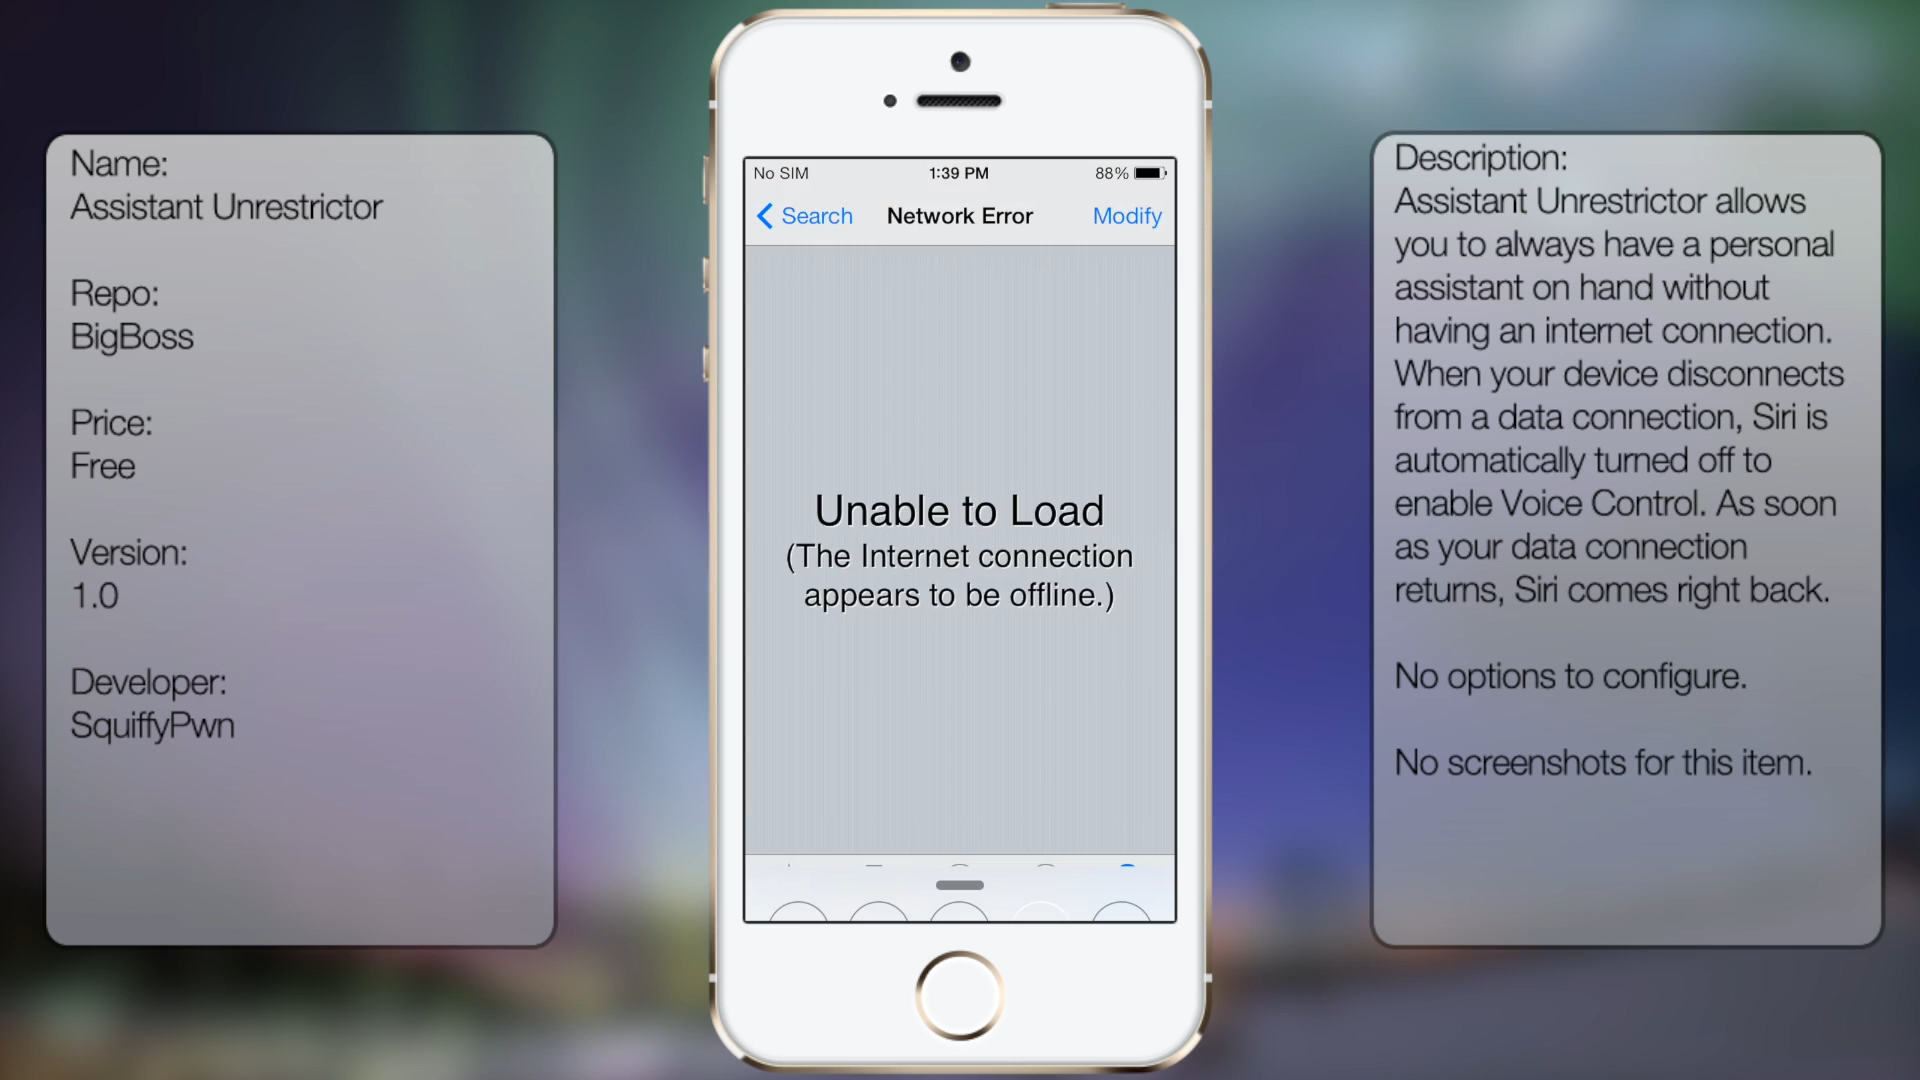 Name:
Assistant Unrestrictor
Repo:
BigBoss
Price:
Free
Version:
1.0
Developer:
SquiffyPwn
No SIM
1:39 PM
88%
Search
Network Error
Modify
Unable to Load
(The Internet connection
appears to be offline.)
Description:
Assistant Unrestrictor allows
you to always have a personal
assistant on hand without
having an internet connection.
When your device disconnects
from a data connection, Siri is
automatically turned off to
enable Voice Control. As soon
as your data connection
returns, Siri comes right back.
No options to configure.
No screenshots for this item.